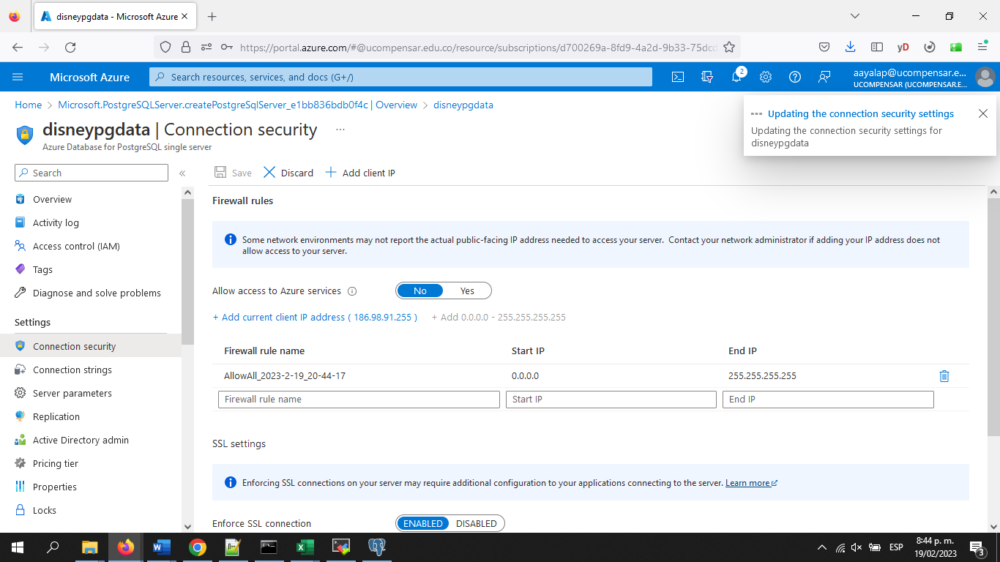 disneypgdata - Microsoft Azure
https://portal.azure.com/#@ucompensar.edu.co/resource/subscriptions/d700269a-8fd9-4a2d-9b33-75dcd
yD
Microsoft Azure
Search resources, services, and docs (G+/)
2
aayalap@ucompensar.e...
UCOMPENSAR (UCOMPENSAR.E...
Home > Microsoft.PostgreSQLServer.createPostgreSqlServer_e1bb836bdb0f4c | Overview > disneypgdata
Updating the connection security settings
Updating the connection security settings for
disneypgdata
disneypgdata | Connection security ...
Azure Database for PostgreSQL single server
Search
«
Save
Discard
Add client IP
Overview
Activity log
Access control (IAM)
Tags
Diagnose and solve problems
Settings
Connection security
Connection strings
Server parameters
Replication
Active Directory admin
Pricing tier
Properties
Locks
Firewall rules
Some network environments may not report the actual public-facing IP address needed to access your server. Contact your network administrator if adding your IP address does not
allow access to your server.
Allow access to Azure services
No Yes
+ Add current client IP address ( 186.98.91.255 ) + Add 0.0.0.0 - 255.255.255.255
Firewall rule name Start IP End IP
AllowAll_2023-2-19_20-44-17 0.0.0.0 255.255.255.255
Firewall rule name Start IP End IP
SSL settings
Enforcing SSL connections on your server may require additional configuration to your applications connecting to the server. Learn more
Enforce SSL connection
ENABLED DISABLED
ESP
8:44 p. m.
19/02/2023
3